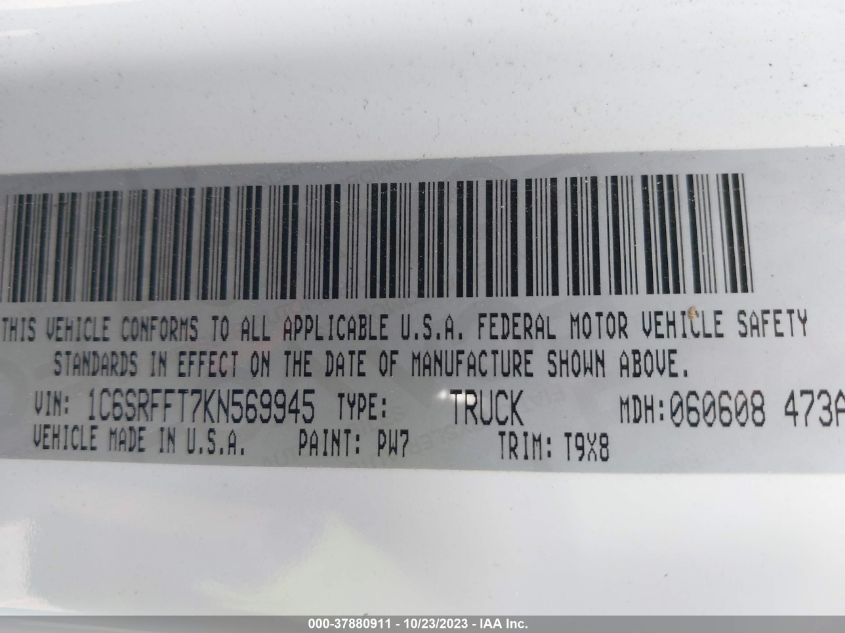 THIS VEHICLE CONFORMS TO ALL APPLICABLE U.S.A. FEDERAL MOTOR VEHICLE SAFETY
STANDARDS IN EFFECT ON THE DATE OF MANUFACTURE SHOWN ABOVE.
VIN: 1C6SRFFT7KN569945 TYPE: TRUCK MDH:060608 473A
VEHICLE MADE IN U.S.A. PAINT: PW7 TRIM: T9X8
000-37880911 - 10/23/2023 - IAA Inc.